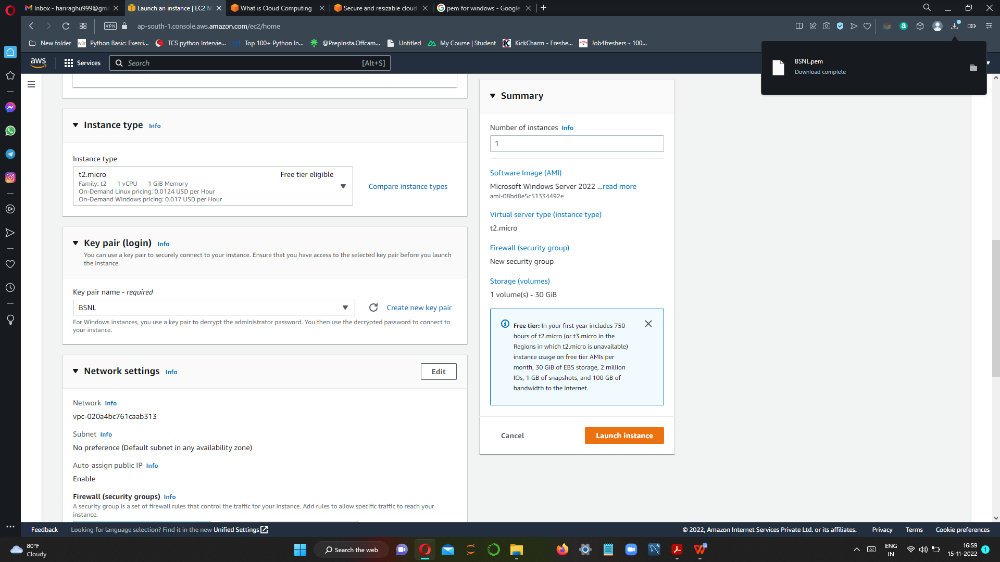 Inbox - hariraghu999@gma
Launch an instance | EC2 M
What is Cloud Computing
Secure and resizable cloud
pem for windows - Google
VPN
ap-south-1.console.aws.amazon.com/ec2/home
New folder
w3r
Python Basic: Exerci...
TCS python Intervie...
e!
Top 100+ Python In...
@PrepInsta.Offcam...
Untitled
My Course | Student
K
KickCharm - Freshe...
Job4freshers - 100...
BSNL.pem
Download complete
aws
Services
Search
[Alt+S]
Instance type Info
Instance type
t2.micro
Free tier eligible
Family: t2 1 vCPU 1 GiB Memory
On-Demand Linux pricing: 0.0124 USD per Hour
On-Demand Windows pricing: 0.017 USD per Hour
Compare instance types
Key pair (login) Info
You can use a key pair to securely connect to your instance. Ensure that you have access to the selected key pair before you launch
the instance.
Key pair name - required
BSNL
Create new key pair
For Windows instances, you use a key pair to decrypt the administrator password. You then use the decrypted password to connect to
your instance.
Network settings Info
Edit
Network Info
vpc-020a4bc761caab313
Subnet Info
No preference (Default subnet in any availability zone)
Auto-assign public IP Info
Enable
Firewall (security groups) Info
A security group is a set of firewall rules that control the traffic for your instance. Add rules to allow specific traffic to reach your
instance.
Summary
Number of instances Info
1
Software Image (AMI)
Microsoft Windows Server 2022 ...read more
ami-08bd8e5c51334492e
Virtual server type (instance type)
t2.micro
Firewall (security group)
New security group
Storage (volumes)
1 volume(s) - 30 GiB
Free tier: In your first year includes 750
hours of t2.micro (or t3.micro in the
Regions in which t2.micro is unavailable)
instance usage on free tier AMIs per
month, 30 GiB of EBS storage, 2 million
IOs, 1 GB of snapshots, and 100 GB of
bandwidth to the internet.
Cancel
Launch instance
Feedback
Looking for language selection? Find it in the new Unified Settings
© 2022, Amazon Internet Services Private Ltd. or its affiliates.
Privacy
Terms
Cookie preferences
80°F
Cloudy
Search the web
ENG
IN
16:59
15-11-2022
1